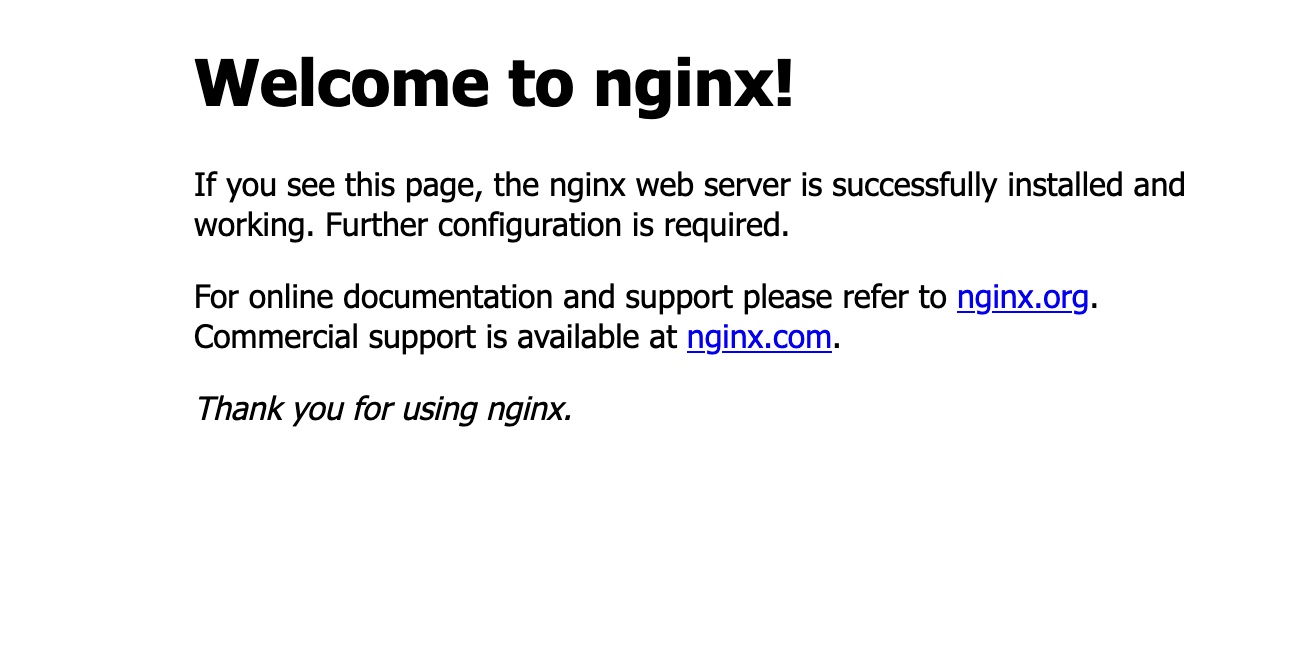 Welcome to nginx!
If you see this page, the nginx web server is successfully installed and
working. Further configuration is required.
For online documentation and support please refer to nginx.org.
Commercial support is available at nginx.com.
Thank you for using nginx.